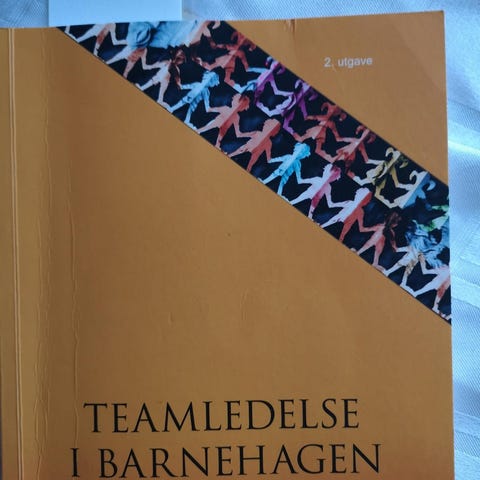 2. utgave
TEAMLEDELSE
I BARNEHAGEN